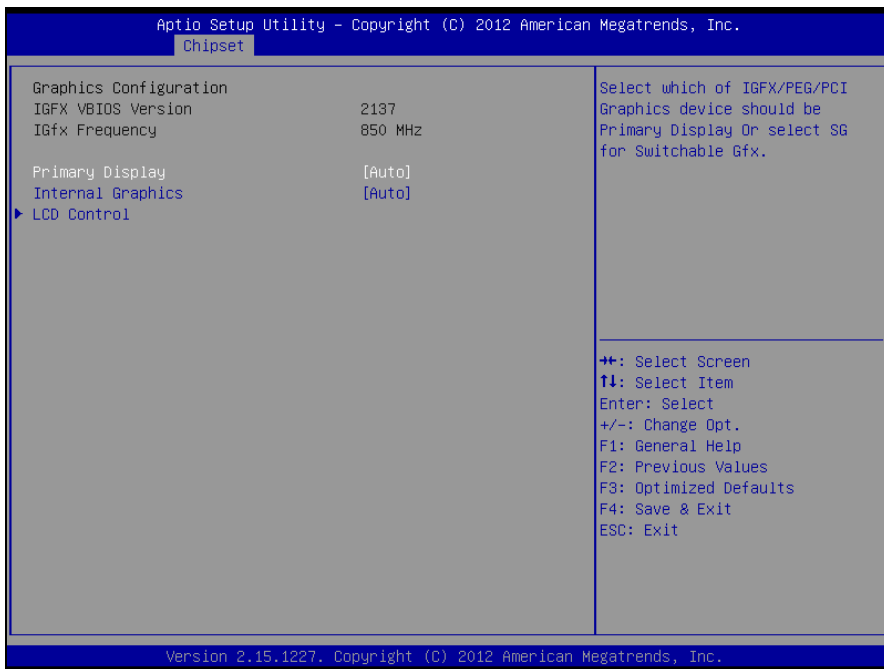 Aptio Setup Utility – Copyright (C) 2012 American Megatrends, Inc.
Chipset
Graphics Configuration
IGFX VBIOS Version 2137
IGfx Frequency 850 MHz
Primary Display [Auto]
Internal Graphics [Auto]
LCD Control
Select which of IGFX/PEG/PCI
Graphics device should be
Primary Display Or select SG
for Switchable Gfx.
→←: Select Screen
↑↓: Select Item
Enter: Select
+/-: Change Opt.
F1: General Help
F2: Previous Values
F3: Optimized Defaults
F4: Save & Exit
ESC: Exit
Version 2.15.1227. Copyright (C) 2012 American Megatrends, Inc.